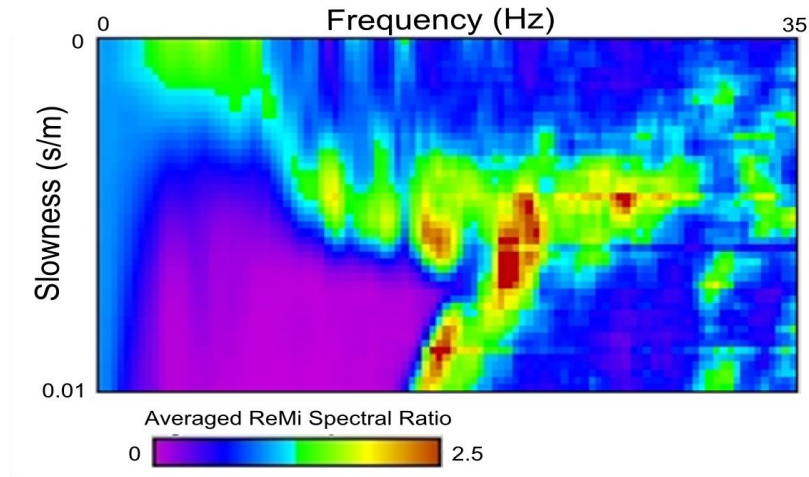 Frequency (Hz)
0
35
0
Slowness (s/m)
0.01
Averaged ReMi Spectral Ratio
0
2.5